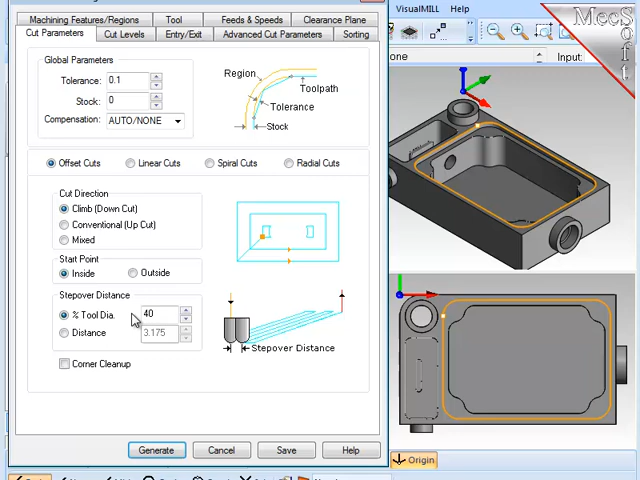 VisualMILL Help
Machining Features/Regions Tool Feeds & Speeds Clearance Plane
Cut Parameters Cut Levels Entry/Exit Advanced Cut Parameters Sorting
one Input:
MecSoft
Global Parameters
Tolerance: 0.1
Stock: 0
Compensation: AUTO/NONE
Region
Toolpath
Tolerance
Stock
Offset Cuts Linear Cuts Spiral Cuts Radial Cuts
Cut Direction
Climb (Down Cut)
Conventional (Up Cut)
Mixed
Start Point
Inside Outside
Stepover Distance
% Tool Dia. 40
Distance 3.175
Stepover Distance
Corner Cleanup
Generate Cancel Save Help
Origin